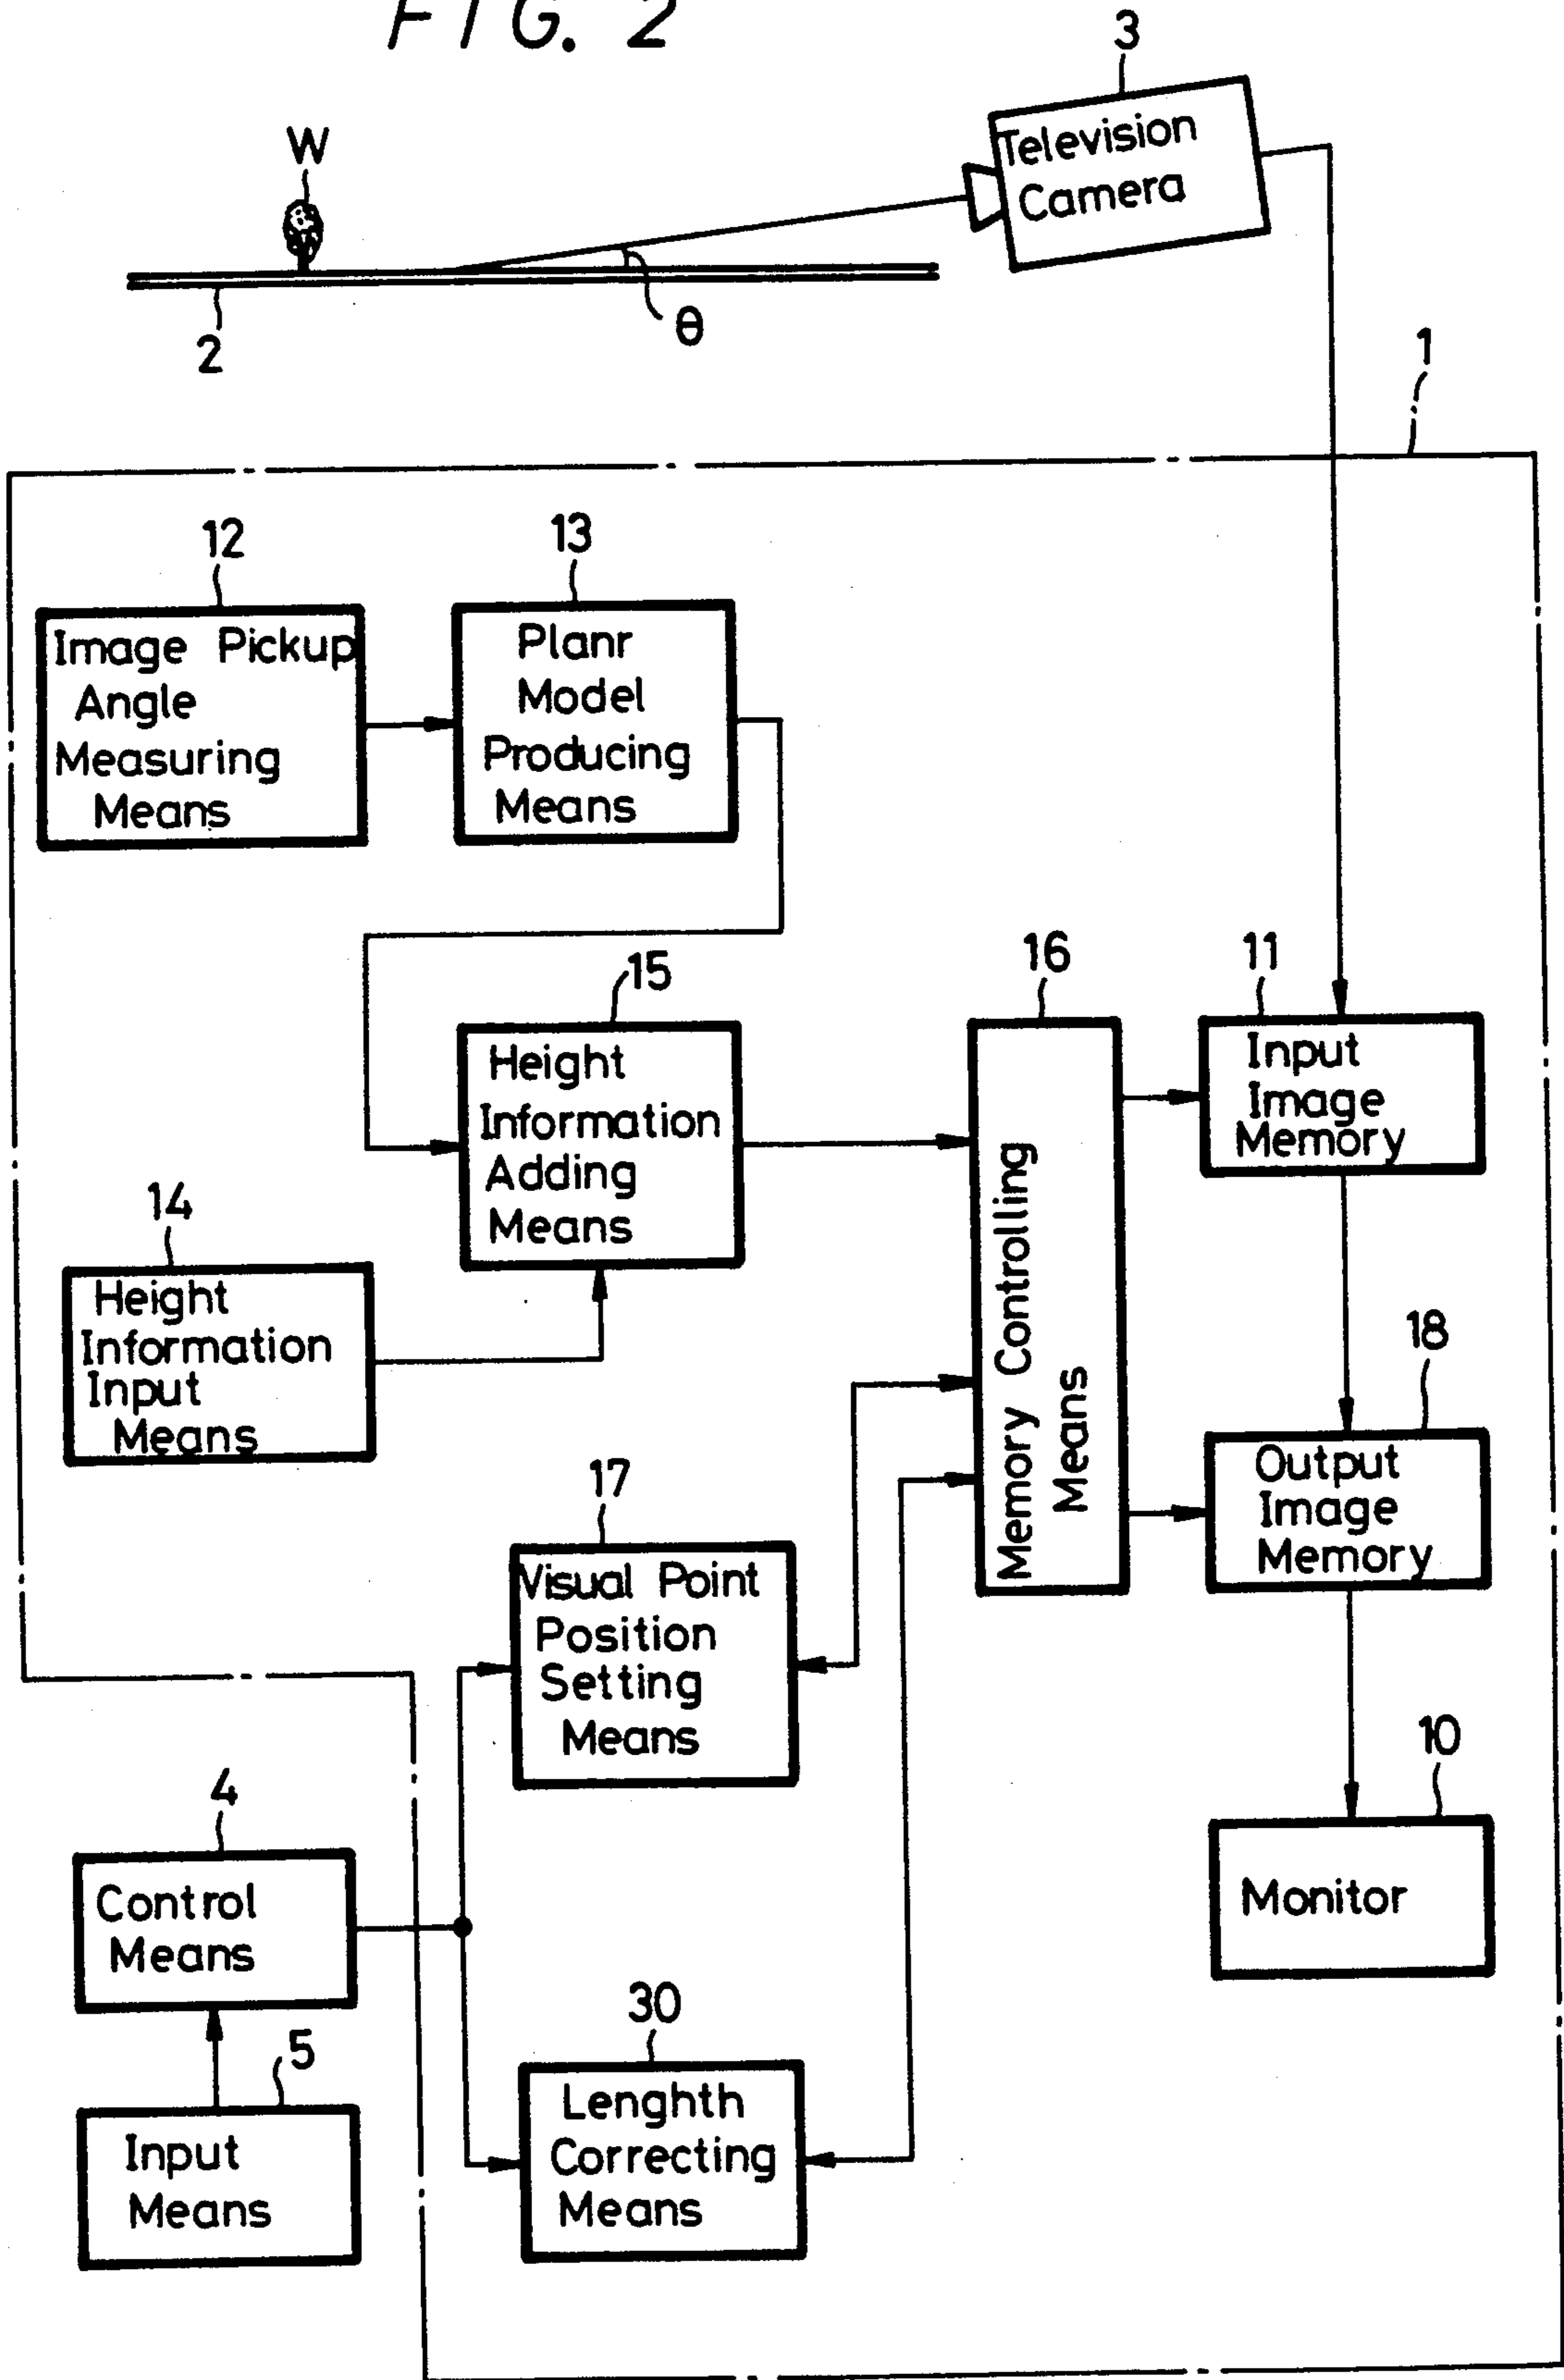 FIG. 2
3
Television
Camera
W
2
θ
1
12
Image Pickup
Angle
Measuring
Means
13
Planr
Model
Producing
Means
15
Height
Information
Adding
Means
16
Memory Controlling
Means
11
Input
Image
Memory
14
Height
Information
Input
Means
18
Output
Image
Memory
17
Visual Point
Position
Setting
Means
10
Monitor
4
Control
Means
5
Input
Means
30
Lenghth
Correcting
Means